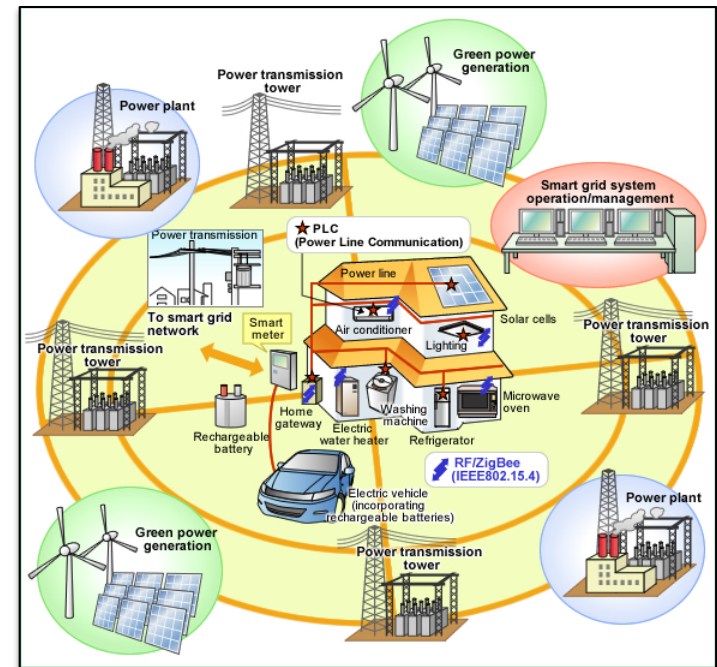 Green power
generation
Power transmission
tower
Power plant
Smart grid system
operation/management
PLC
(Power Line Communication)
Power transmission
Power line
To smart grid
network
Air conditioner
Solar cells
Lighting
Smart
meter
Power transmission
tower
Power transmission
tower
Rechargeable
battery
Home
gateway
Electric
water heater
Washing
machine
Refrigerator
Microwave
oven
RF/ZigBee
(IEEE802.15.4)
Electric vehicle
(incorporating
rechargeable batteries)
Power plant
Green power
generation
Power transmission
tower